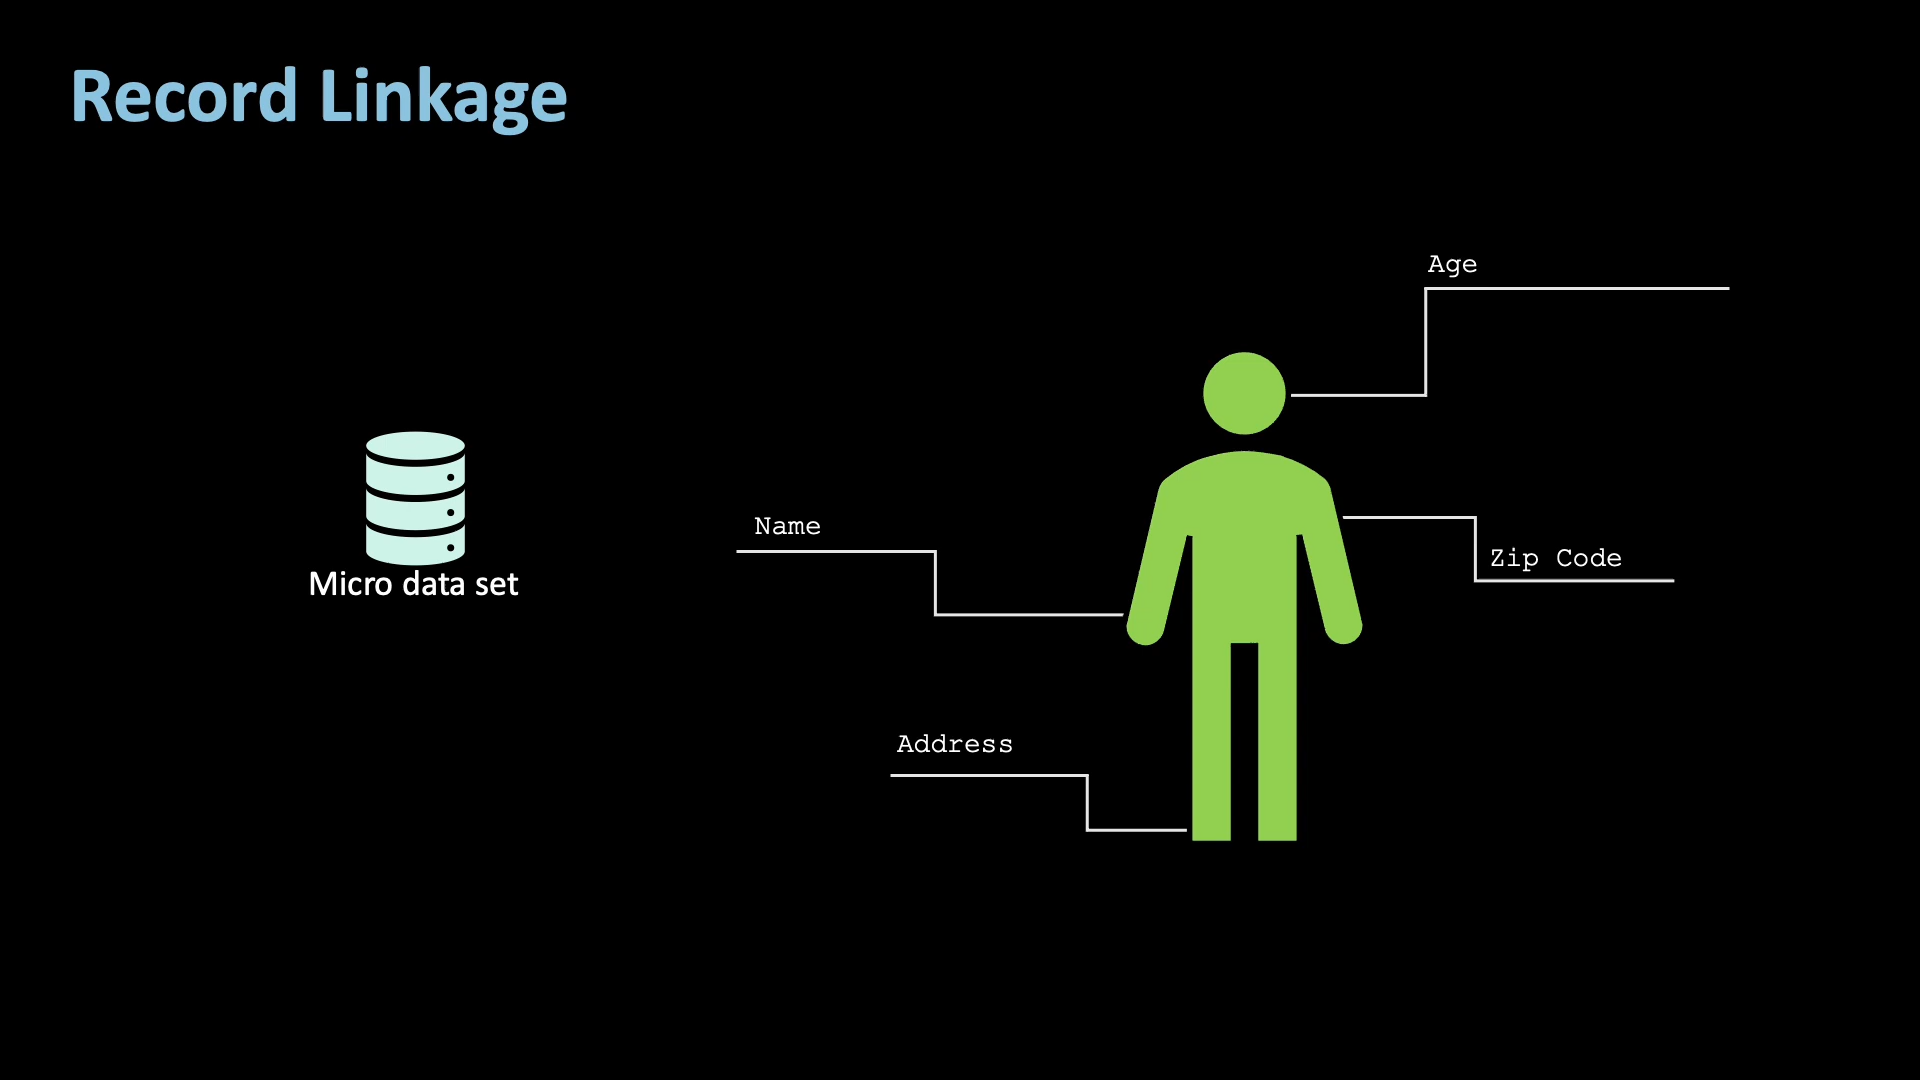 Record Linkage
Age
Name
Zip Code
Micro data set
Address